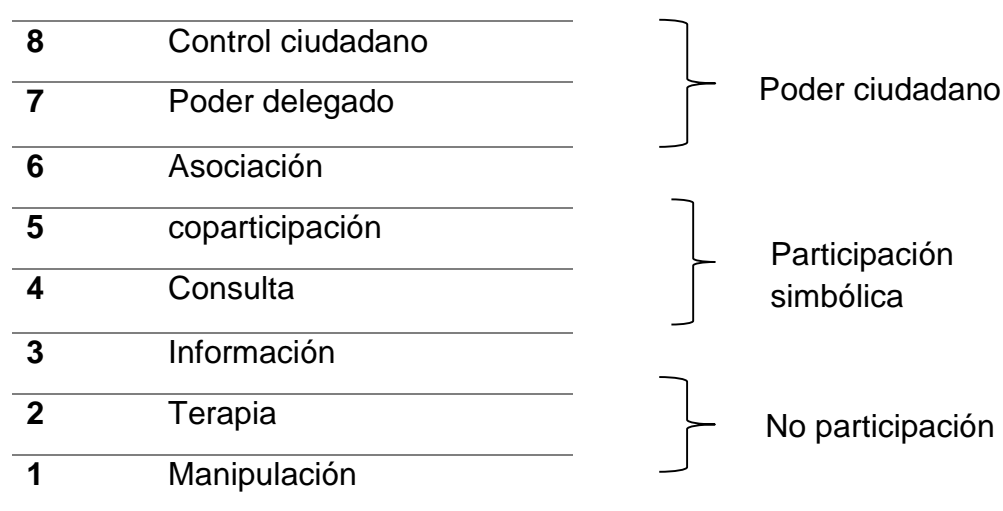 8 Control ciudadano
7 Poder delegado
Poder ciudadano
6 Asociación
5 coparticipación
4 Consulta
Participación
simbólica
3 Información
2 Terapia
No participación
1 Manipulación